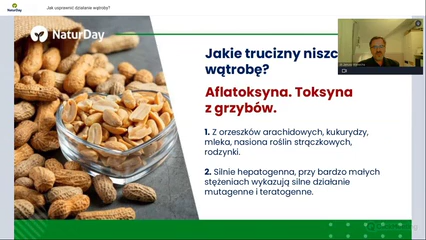 NaturDay
Jak usprawnić działanie wątroby?
NaturDay
Jakie trucizny niszc
wątrobę?
Aflatoksyna. Toksyna
z grzybów.
1. Z orzeszków arachidowych, kukurydzy,
mleka, nasiona roślin strączkowych,
rodzynki.
2. Silnie hepatogenna, przy bardzo małych
stężeniach wykazują silne działanie
mutagenne i teratogenne.